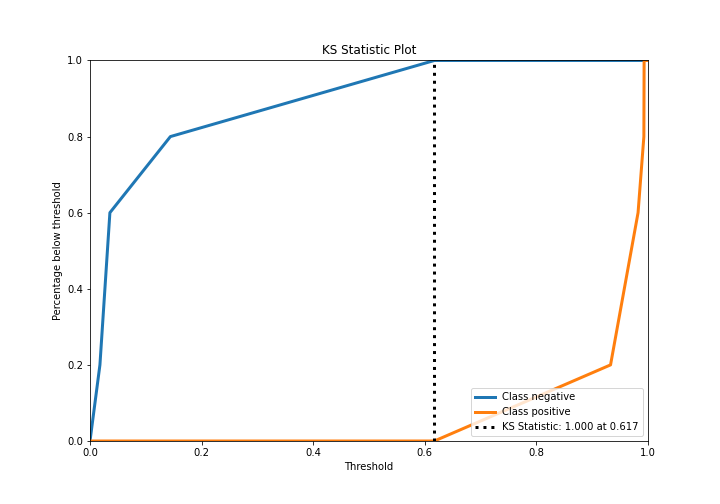 KS Statistic Plot
1.0
0.8
0.6
0.4
0.2
0.0
Percentage below threshold
0.0 0.2 0.4 0.6 0.8 1.0
Threshold
Class negative
Class positive
KS Statistic: 1.000 at 0.617